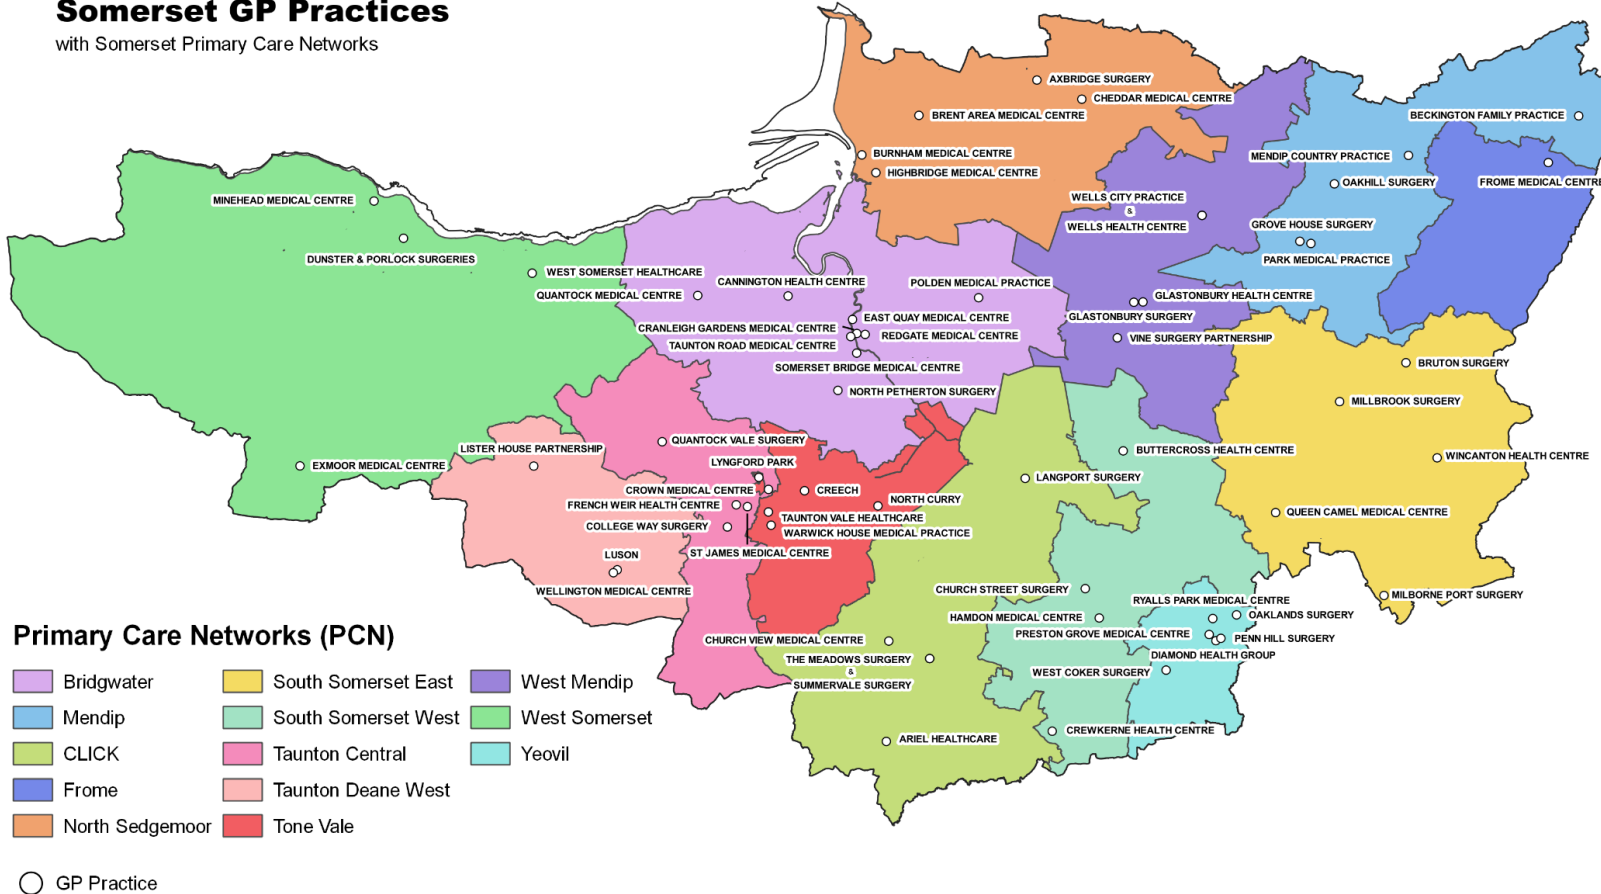 Somerset GP Practices
with Somerset Primary Care Networks
AXBRIDGE SURGERY
CHEDDAR MEDICAL CENTRE
BRENT AREA MEDICAL CENTRE
BECKINGTON FAMILY PRACTICE
BURNHAM MEDICAL CENTRE
MENDIP COUNTRY PRACTICE
HIGHBRIDGE MEDICAL CENTRE
OAKHILL SURGERY
FROME MEDICAL CENTRE
MINEHEAD MEDICAL CENTRE
WELLS CITY PRACTICE
&
WELLS HEALTH CENTRE
GROVE HOUSE SURGERY
DUNSTER & PORLOCK SURGERIES
PARK MEDICAL PRACTICE
WEST SOMERSET HEALTHCARE
CANNINGTON HEALTH CENTRE
POLDEN MEDICAL PRACTICE
QUANTOCK MEDICAL CENTRE
GLASTONBURY HEALTH CENTRE
EAST QUAY MEDICAL CENTRE
GLASTONBURY SURGERY
CRANLEIGH GARDENS MEDICAL CENTRE
REDGATE MEDICAL CENTRE
VINE SURGERY PARTNERSHIP
TAUNTON ROAD MEDICAL CENTRE
BRUTON SURGERY
SOMERSET BRIDGE MEDICAL CENTRE
NORTH PETHERTON SURGERY
MILLBROOK SURGERY
QUANTOCK VALE SURGERY
LISTER HOUSE PARTNERSHIP
BUTTERCROSS HEALTH CENTRE
WINCANTON HEALTH CENTRE
LYNGFORD PARK
EXMOOR MEDICAL CENTRE
LANGPORT SURGERY
CROWN MEDICAL CENTRE
CREECH
NORTH CURRY
FRENCH WEIR HEALTH CENTRE
QUEEN CAMEL MEDICAL CENTRE
TAUNTON VALE HEALTHCARE
COLLEGE WAY SURGERY
WARWICK HOUSE MEDICAL PRACTICE
ST JAMES MEDICAL CENTRE
LUSON
WELLINGTON MEDICAL CENTRE
CHURCH STREET SURGERY
MILBORNE PORT SURGERY
RYALLS PARK MEDICAL CENTRE
HAMDON MEDICAL CENTRE
OAKLANDS SURGERY
PRESTON GROVE MEDICAL CENTRE
PENN HILL SURGERY
CHURCH VIEW MEDICAL CENTRE
DIAMOND HEALTH GROUP
THE MEADOWS SURGERY
&
SUMMERVALE SURGERY
WEST COKER SURGERY
CREWKERNE HEALTH CENTRE
ARIEL HEALTHCARE
Primary Care Networks (PCN)
Bridgwater
Mendip
CLICK
Frome
North Sedgemoor
South Somerset East
South Somerset West
Taunton Central
Taunton Deane West
Tone Vale
West Mendip
West Somerset
Yeovil
GP Practice